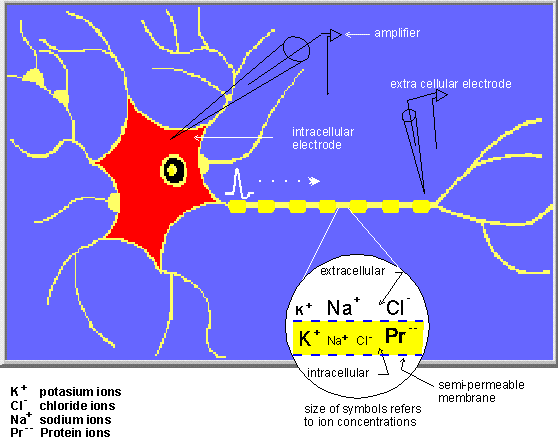 amplifier
extra cellular electrode
intracellular
electrode
extracellular
K+ Na+ Cl-
K+ Na+ Cl- Pr--
intracellular
semi-permeable
membrane
size of symbols refers
to ion concentrations
K+ potasium ions
Cl- chloride ions
Na+ sodium ions
Pr-- Protein ions